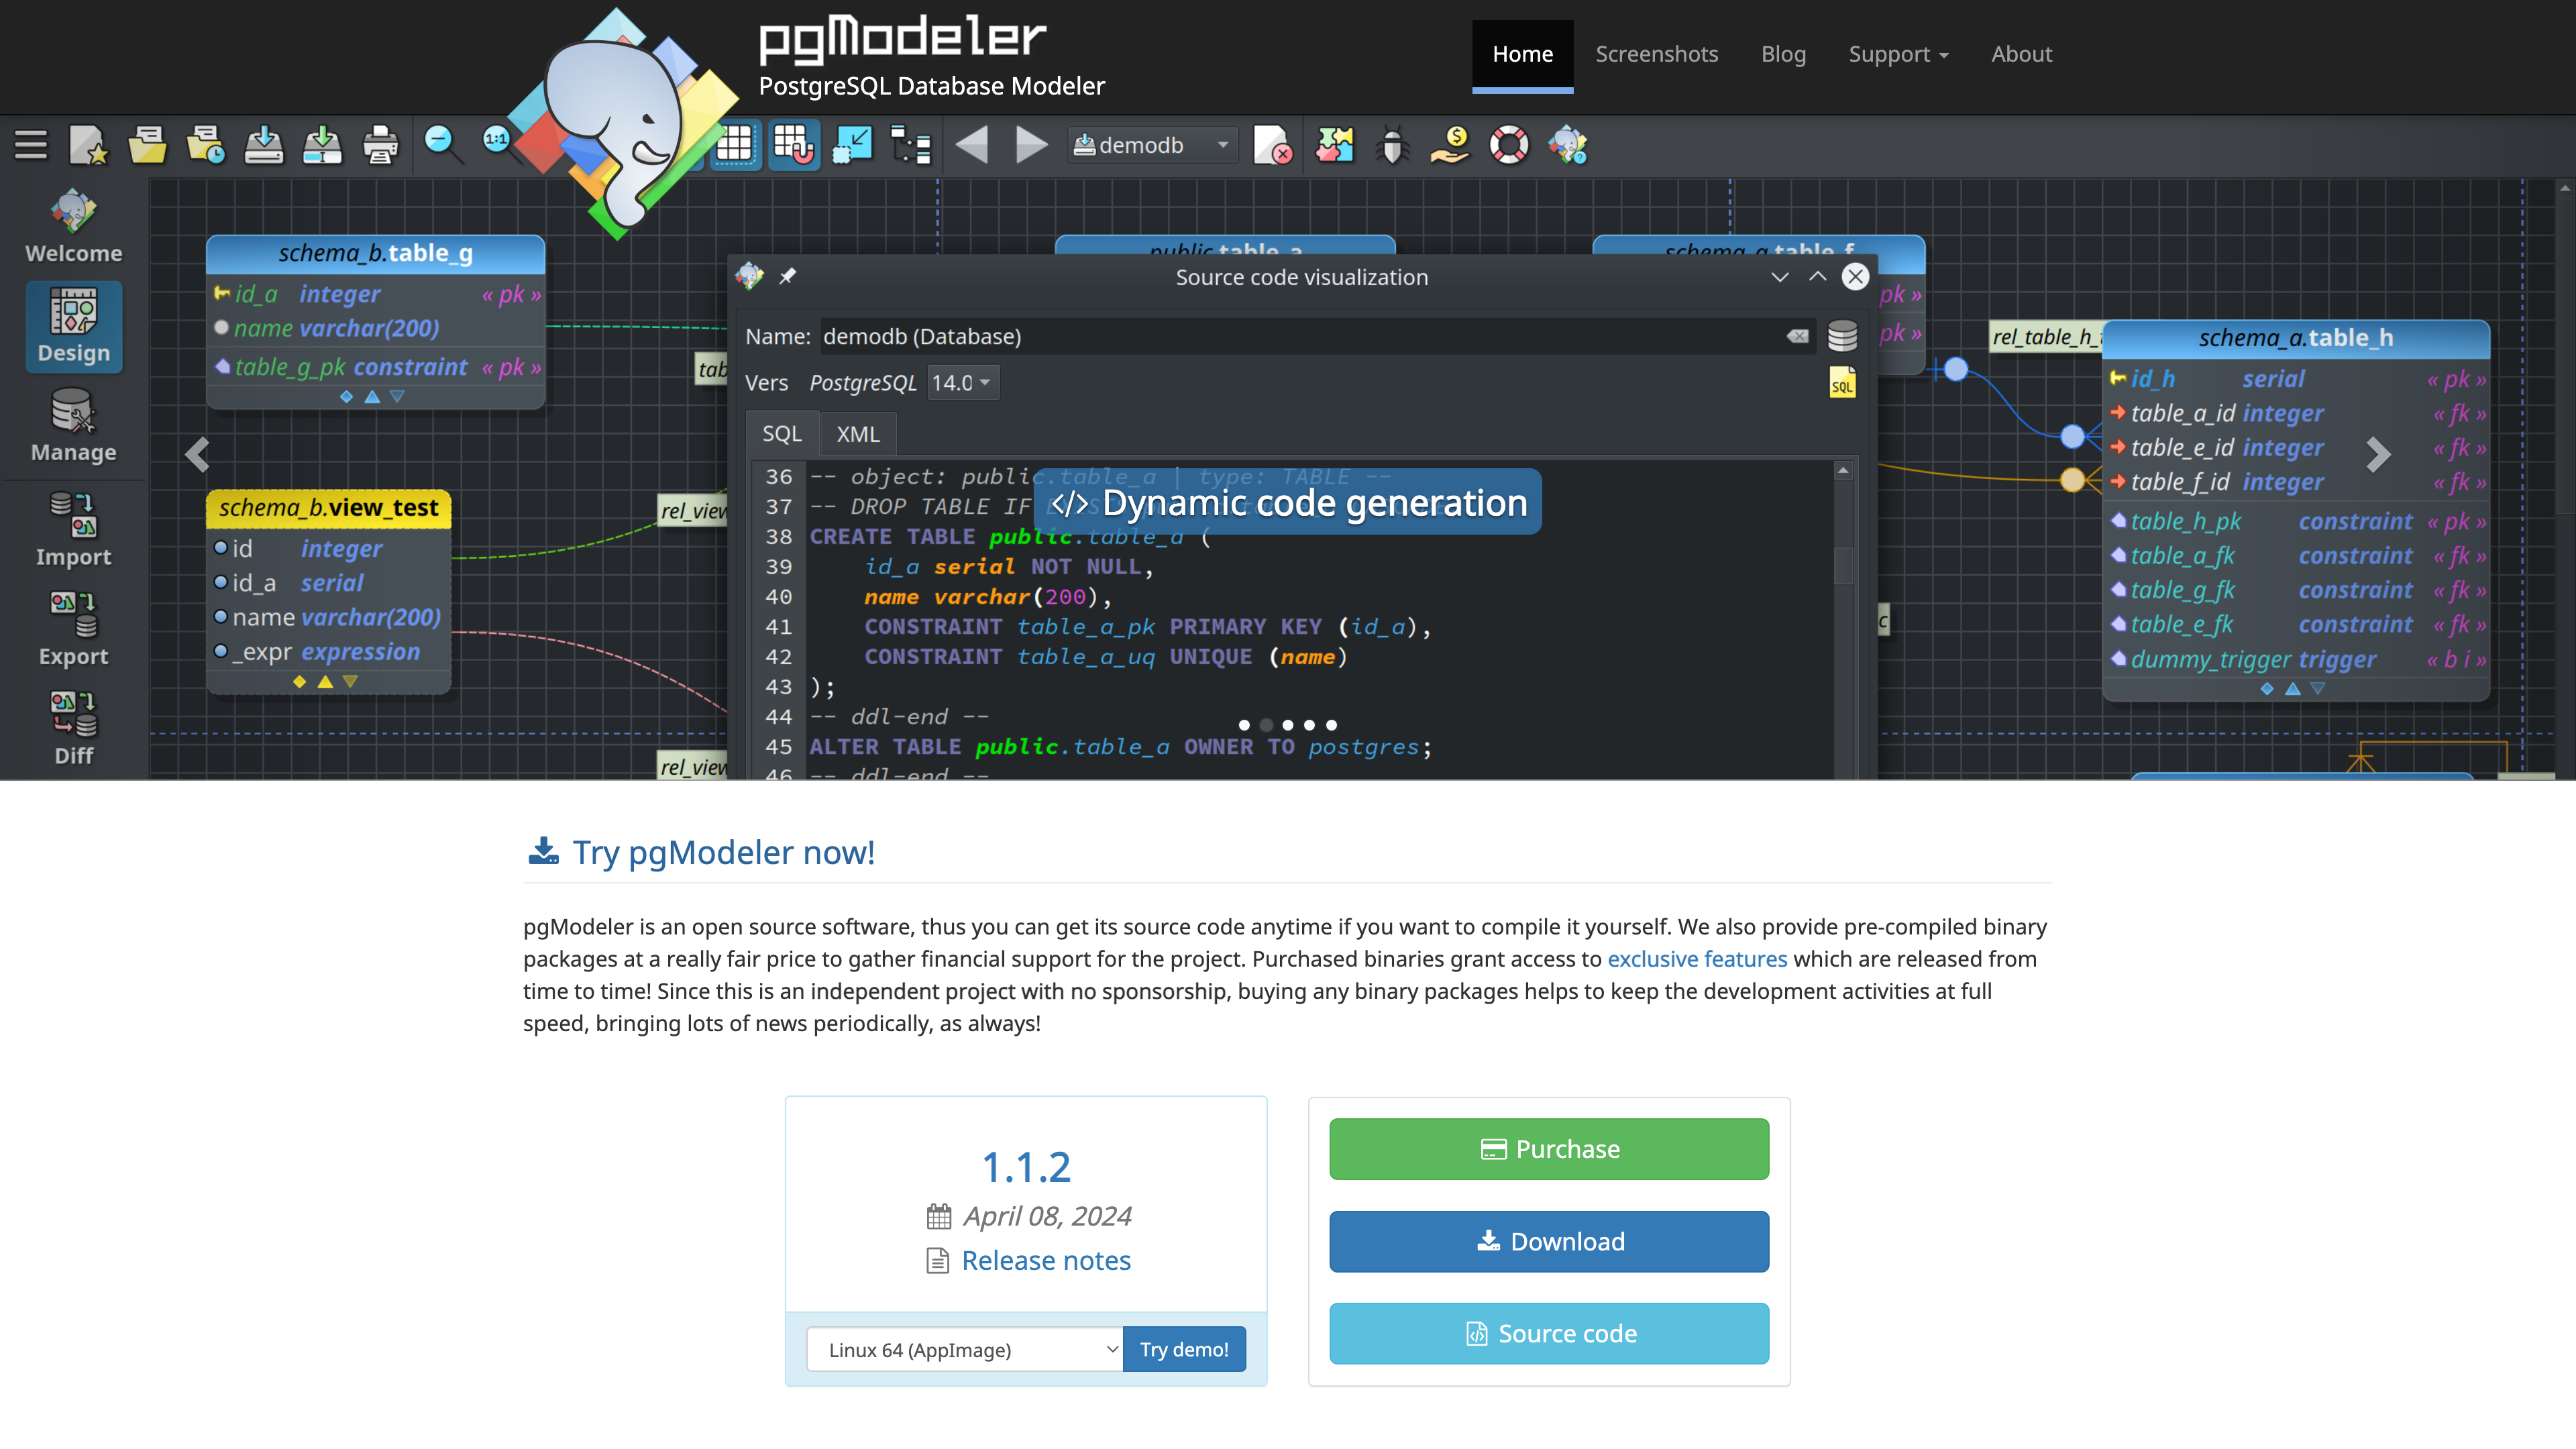 pgModeler
PostgreSQL Database Modeler
Home
Screenshots
Blog
Support
About
1:1
demodb
Welcome
Design
Manage
Import
Export
Diff
schema_b.table_g
id_a integer « pk »
name varchar(200)
table_g_pk constraint « pk »
schema_b.view_test
id integer
id_a serial
name varchar(200)
_expr expression
tab
rel_view
rel_view
public.table_a
schema_a.table_f
pk »
pk »
c
rel_table_h_
schema_a.table_h
id_h serial « pk »
table_a_id integer « fk »
table_e_id integer « fk »
table_f_id integer « fk »
table_h_pk constraint « pk »
table_a_fk constraint « fk »
table_g_fk constraint « fk »
table_e_fk constraint « fk »
dummy_trigger trigger « b i »
Source code visualization
Name: demodb (Database)
Vers PostgreSQL 14.0
SQL
SQL XML
Dynamic code generation
36 -- object: public.table_a | type: TABLE --
37 -- DROP TABLE IF
38 CREATE TABLE public.table_a (
39 id_a serial NOT NULL,
40 name varchar(200),
41 CONSTRAINT table_a_pk PRIMARY KEY (id_a),
42 CONSTRAINT table_a_uq UNIQUE (name)
43 );
44 -- ddl-end --
45 ALTER TABLE public.table_a OWNER TO postgres;
46 -- ddl-end --
Try pgModeler now!
pgModeler is an open source software, thus you can get its source code anytime if you want to compile it yourself. We also provide pre-compiled binary
packages at a really fair price to gather financial support for the project. Purchased binaries grant access to exclusive features which are released from
time to time! Since this is an independent project with no sponsorship, buying any binary packages helps to keep the development activities at full
speed, bringing lots of news periodically, as always!
1.1.2
April 08, 2024
Release notes
Linux 64 (AppImage)
Try demo!
Purchase
Download
Source code